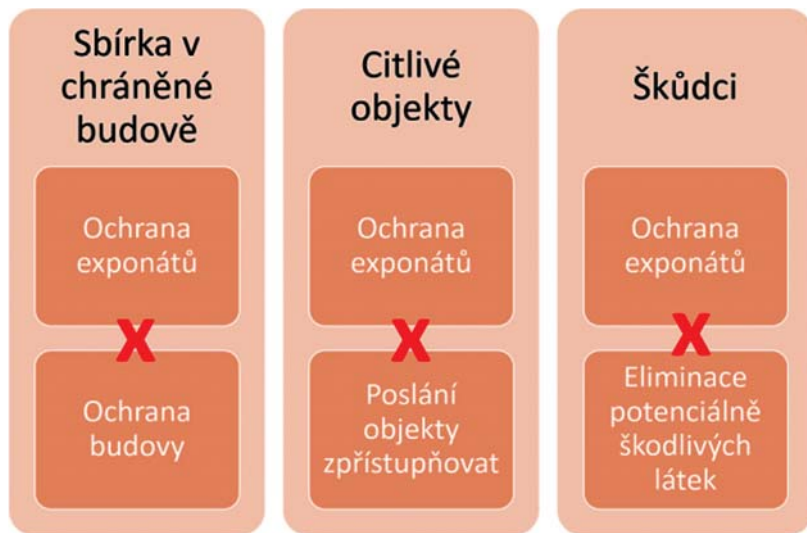 Sbírka v
chráněné
budově
Ochrana
exponátů
X
Ochrana
budovy
Citlivé
objekty
Ochrana
exponátů
X
Poslání
objekty
zpřístupňovat
Škůdci
Ochrana
exponátů
X
Eliminace
potenciálně
škodlivých
látek